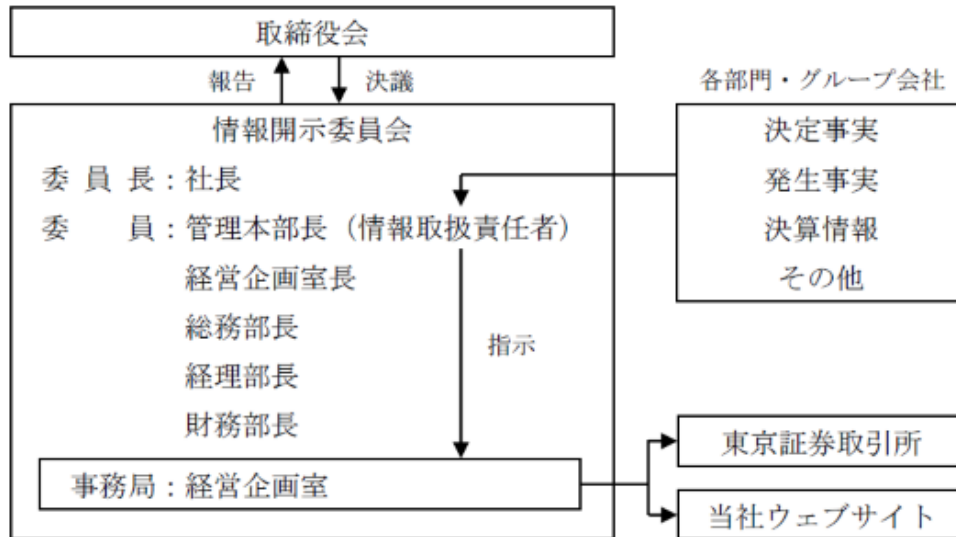 取締役会
報告
決議
情報開示委員会
委員長：社長
委員：管理本部長（情報取扱責任者）
経営企画室長
総務部長
経理部長
財務部長
指示
事務局：経営企画室
各部門・グループ会社
決定事実
発生事実
決算情報
その他
東京証券取引所
当社ウェブサイト